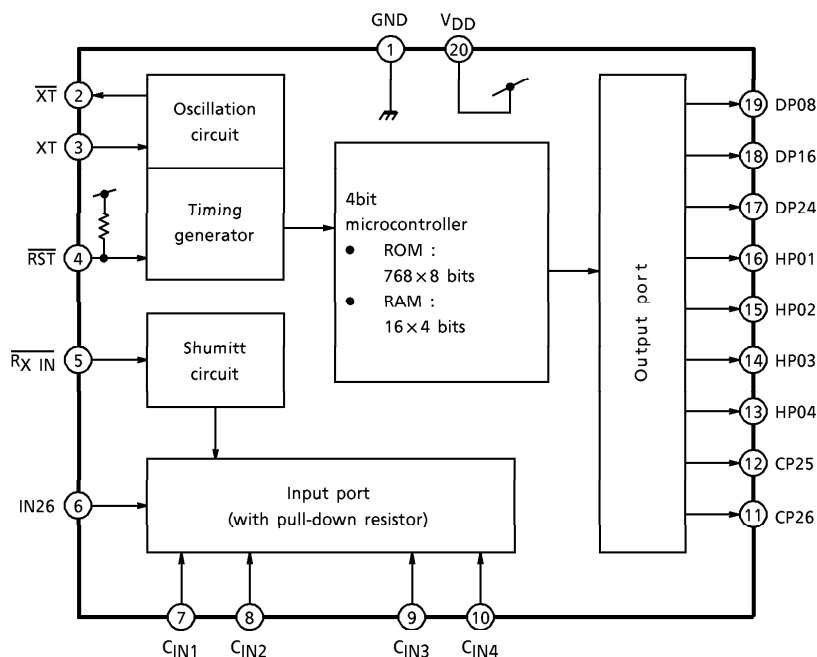 GND
VDD
1
20
XT
2
XT
3
RST
4
Oscillation
circuit
Timing
generator
4bit
microcontroller
● ROM :
768×8 bits
● RAM :
16×4 bits
Output port
19 DP08
18 DP16
17 DP24
16 HP01
15 HP02
14 HP03
13 HP04
12 CP25
11 CP26
RX IN
5
Shumitt
circuit
IN26
6
Input port
(with pull-down resistor)
7
8
9
10
CIN1
CIN2
CIN3
CIN4